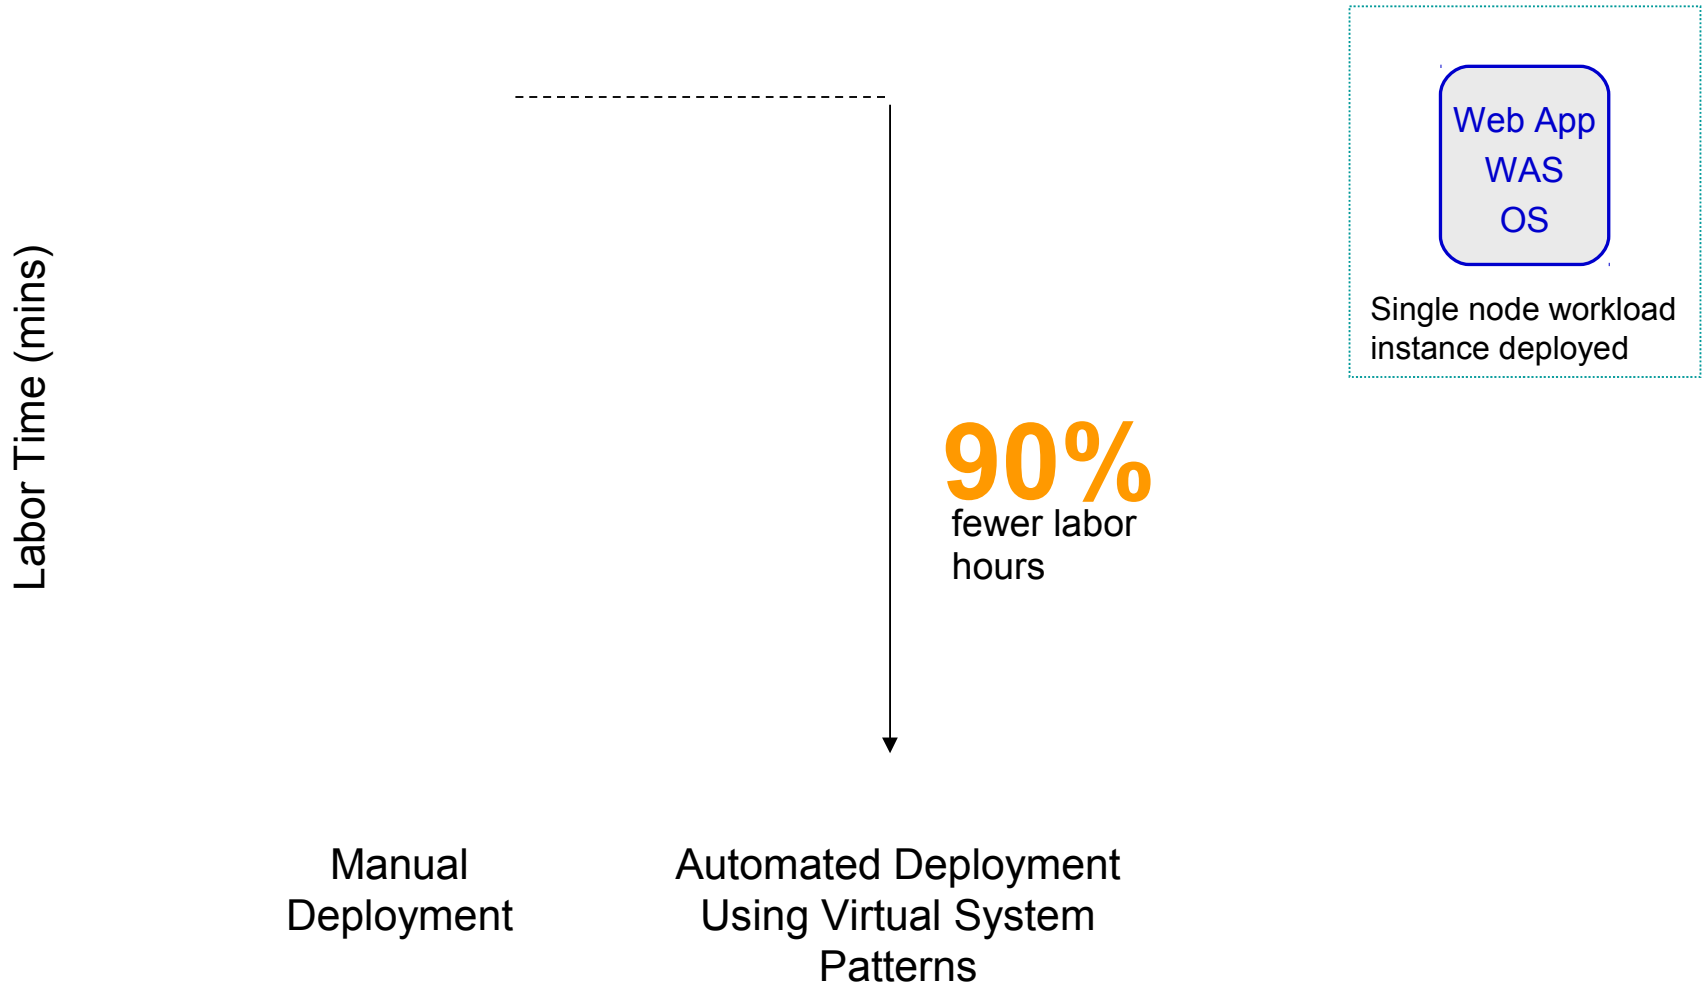 Web App
WAS
OS
Single node workload
instance deployed
Labor Time (mins)
90%
fewer labor
hours
Manual
Deployment
Automated Deployment
Using Virtual System
Patterns